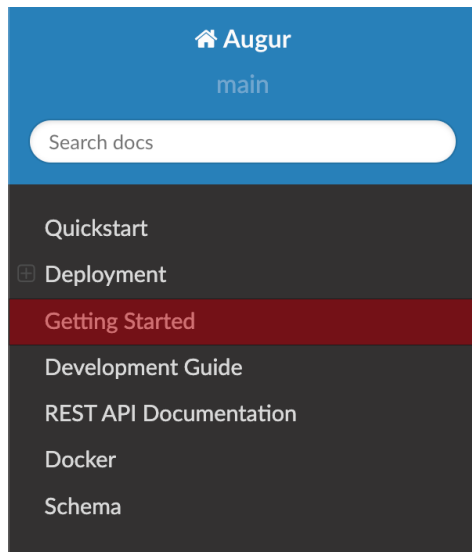 Augur
main
Search docs
Quickstart
Deployment
Getting Started
Development Guide
REST API Documentation
Docker
Schema